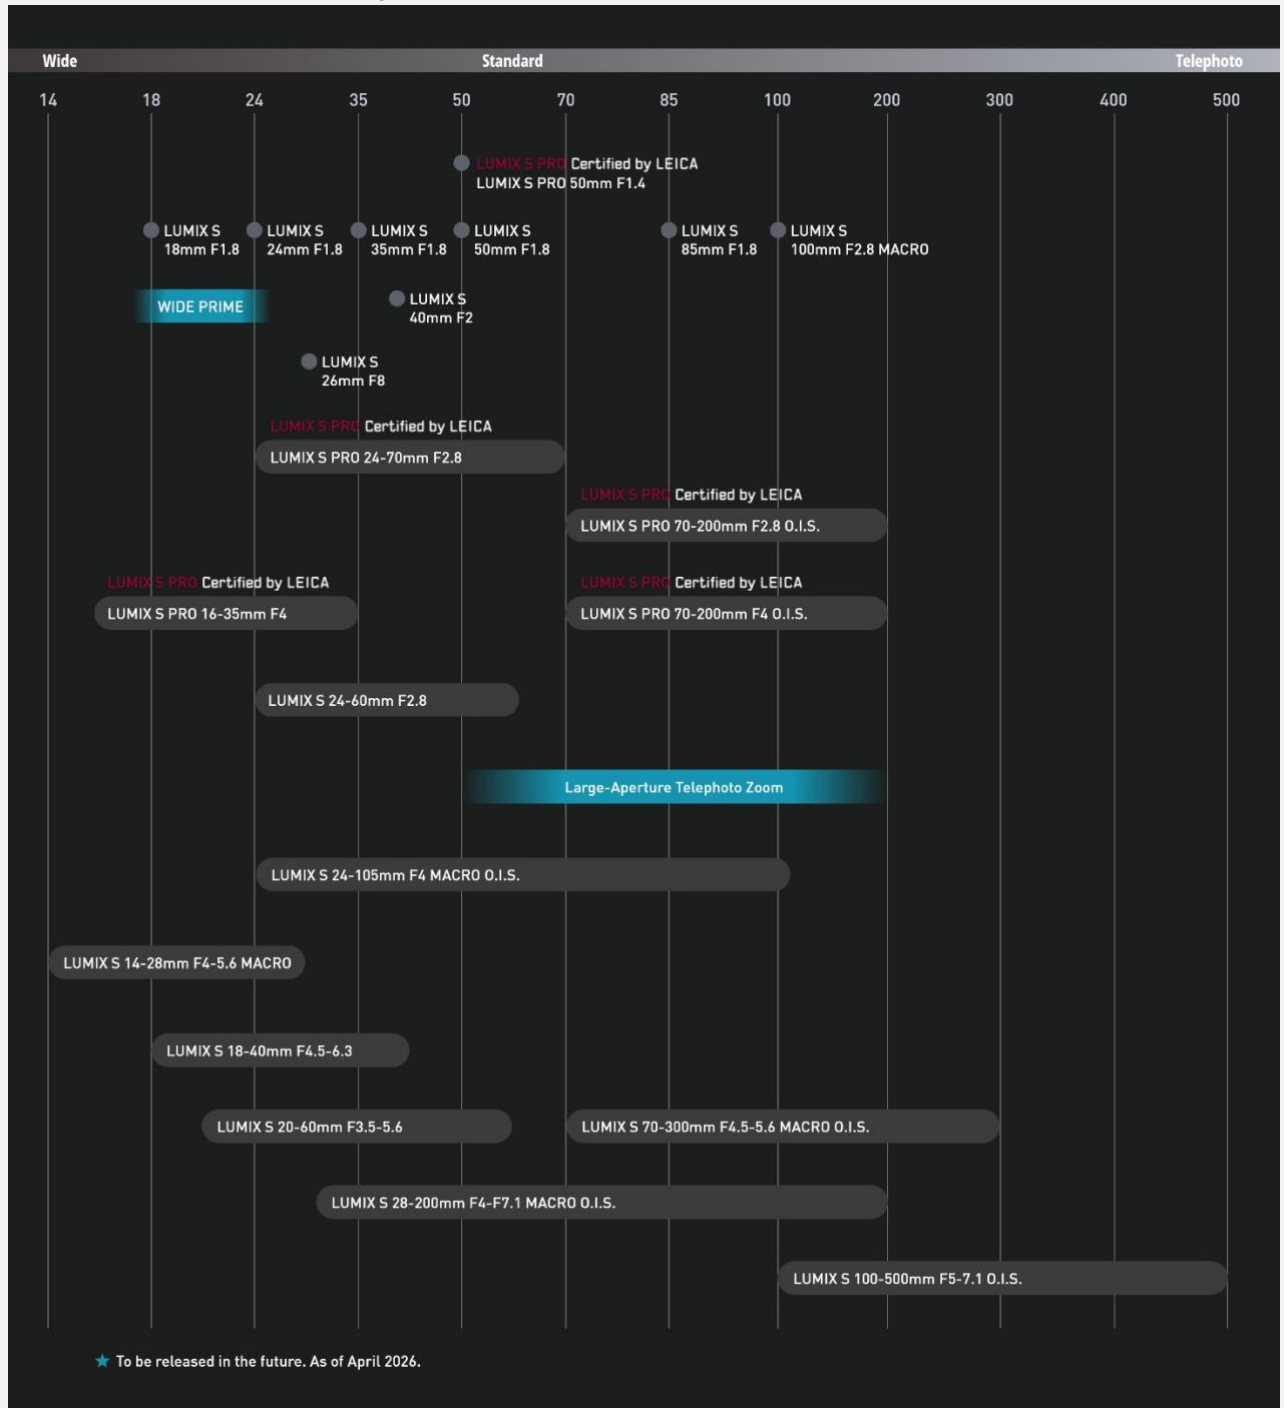 Wide Standard Telephoto
14 18 24 35 50 70 85 100 200 300 400 500
LUMIX S PRO Certified by LEICA
LUMIX S PRO 50mm F1.4
LUMIX S
18mm F1.8
LUMIX S
24mm F1.8
LUMIX S
35mm F1.8
LUMIX S
50mm F1.8
LUMIX S
85mm F1.8
LUMIX S
100mm F2.8 MACRO
WIDE PRIME
LUMIX S
40mm F2
LUMIX S
26mm F8
LUMIX S PRO Certified by LEICA
LUMIX S PRO 24-70mm F2.8
LUMIX S PRO Certified by LEICA
LUMIX S PRO 70-200mm F2.8 O.I.S.
LUMIX S PRO Certified by LEICA
LUMIX S PRO 16-35mm F4
LUMIX S PRO Certified by LEICA
LUMIX S PRO 70-200mm F4 O.I.S.
LUMIX S 24-60mm F2.8
Large-Aperture Telephoto Zoom
LUMIX S 24-105mm F4 MACRO O.I.S.
LUMIX S 14-28mm F4-5.6 MACRO
LUMIX S 18-40mm F4.5-6.3
LUMIX S 20-60mm F3.5-5.6
LUMIX S 70-300mm F4.5-5.6 MACRO O.I.S.
LUMIX S 28-200mm F4-F7.1 MACRO O.I.S.
LUMIX S 100-500mm F5-7.1 O.I.S.
★ To be released in the future. As of April 2026.